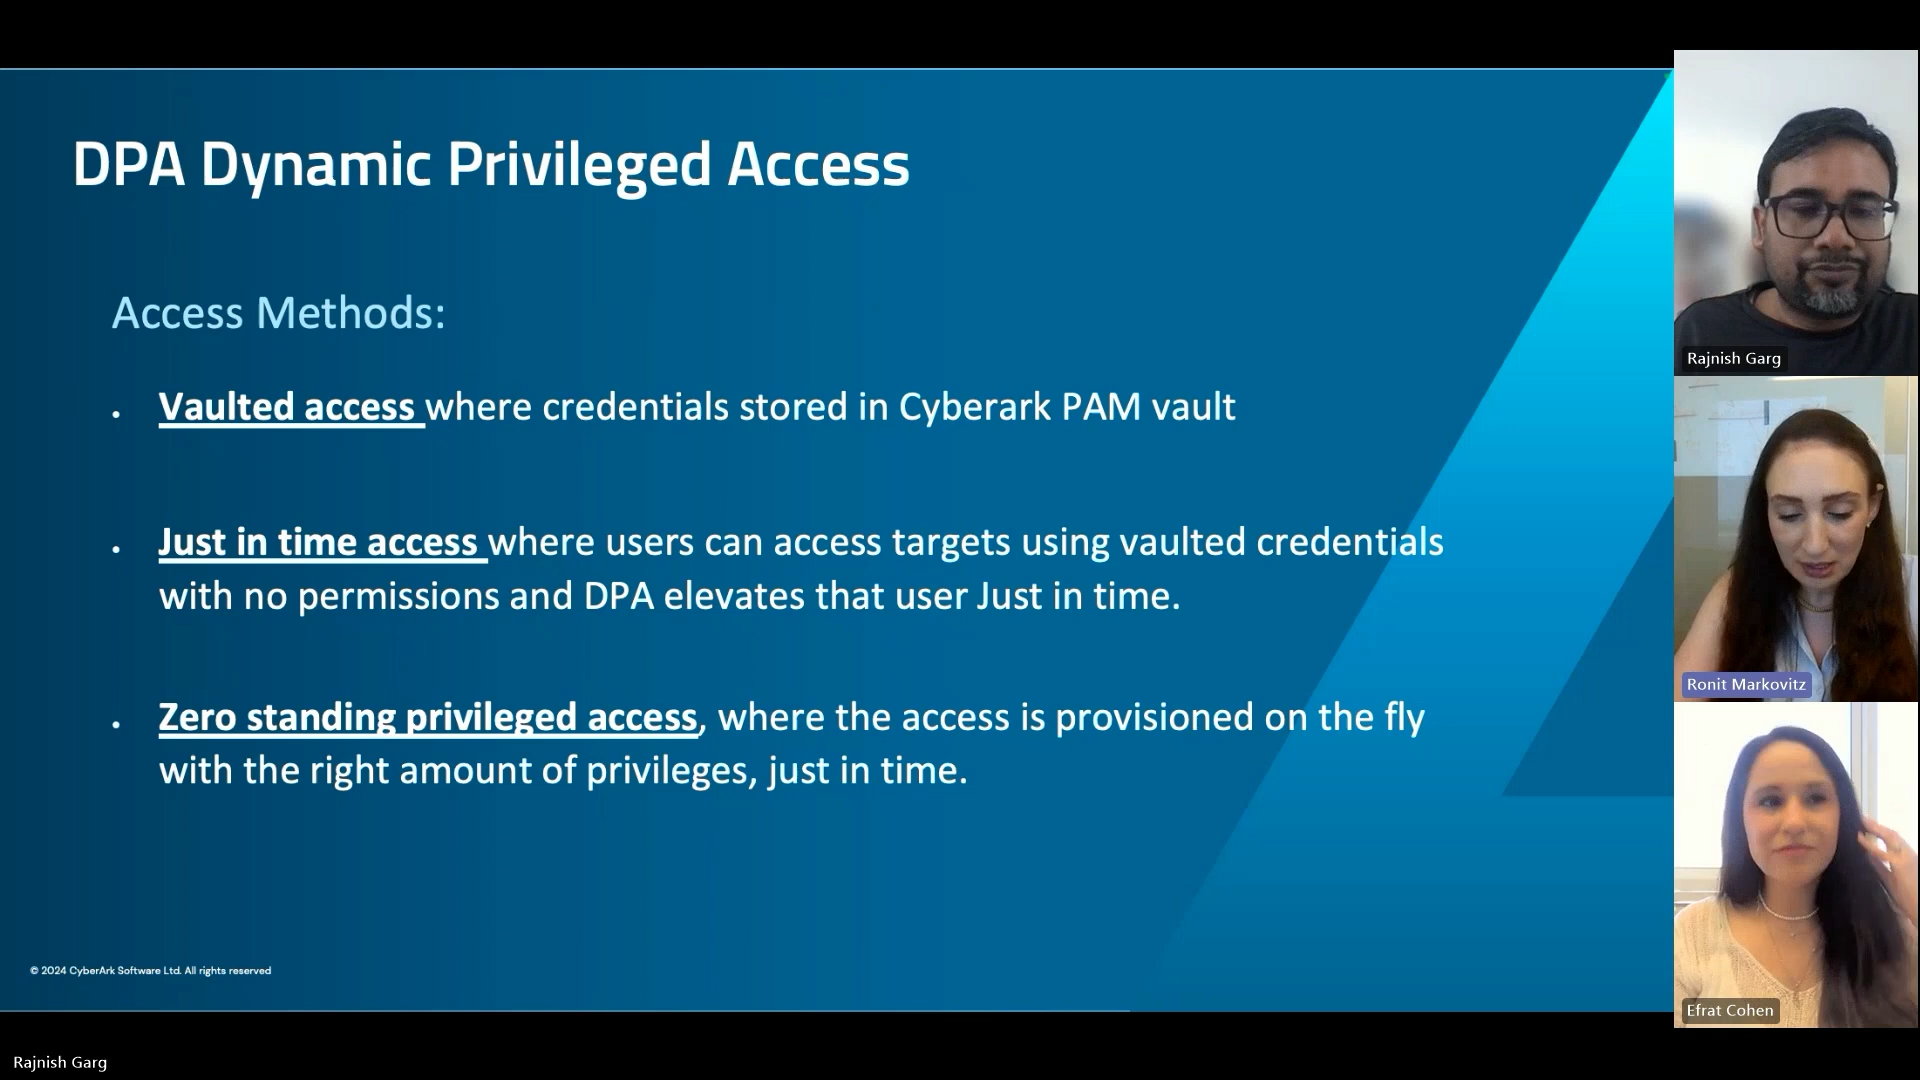 DPA Dynamic Privileged Access
Access Methods:
• Vaulted access where credentials stored in Cyberark PAM vault
• Just in time access where users can access targets using vaulted credentials
with no permissions and DPA elevates that user Just in time.
• Zero standing privileged access, where the access is provisioned on the fly
with the right amount of privileges, just in time.
© 2024 CyberArk Software Ltd. All rights reserved
Rajnish Garg
Ronit Markovitz
Efrat Cohen
Rajnish Garg